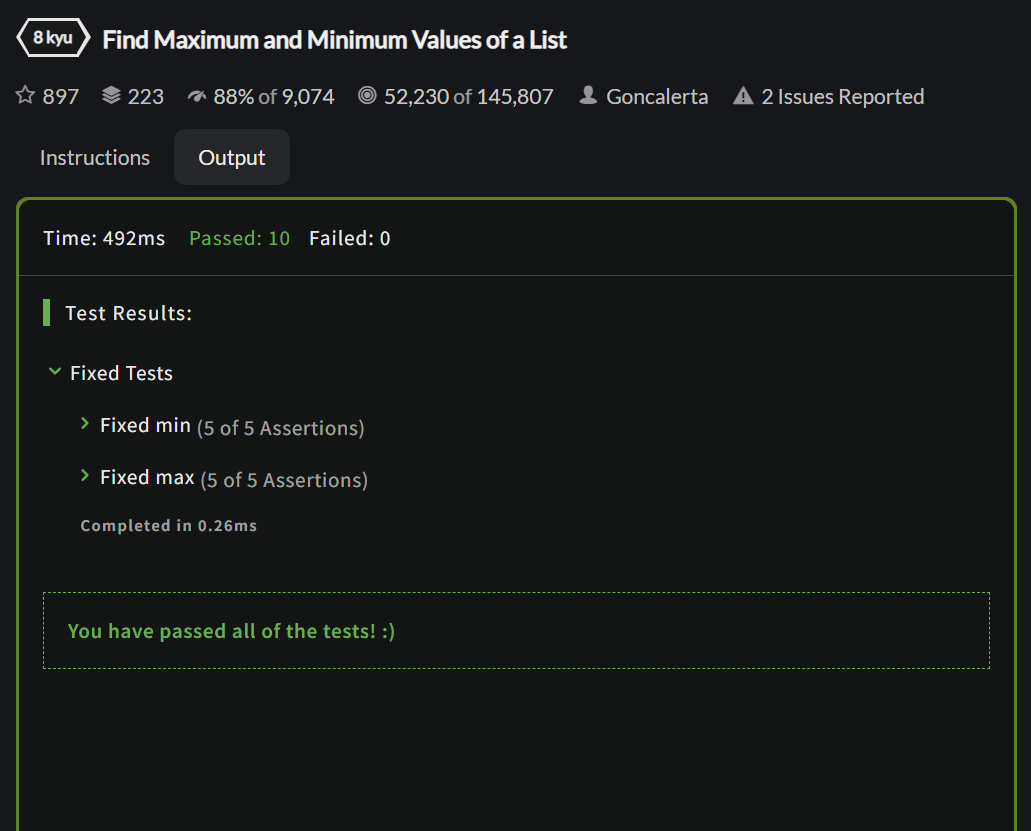 8 kyu Find Maximum and Minimum Values of a List
897 223 88% of 9,074 52,230 of 145,807 Goncalerta 2 Issues Reported
Instructions Output
Time: 492ms Passed: 10 Failed: 0
Test Results:
Fixed Tests
Fixed min (5 of 5 Assertions)
Fixed max (5 of 5 Assertions)
Completed in 0.26ms
You have passed all of the tests! :)